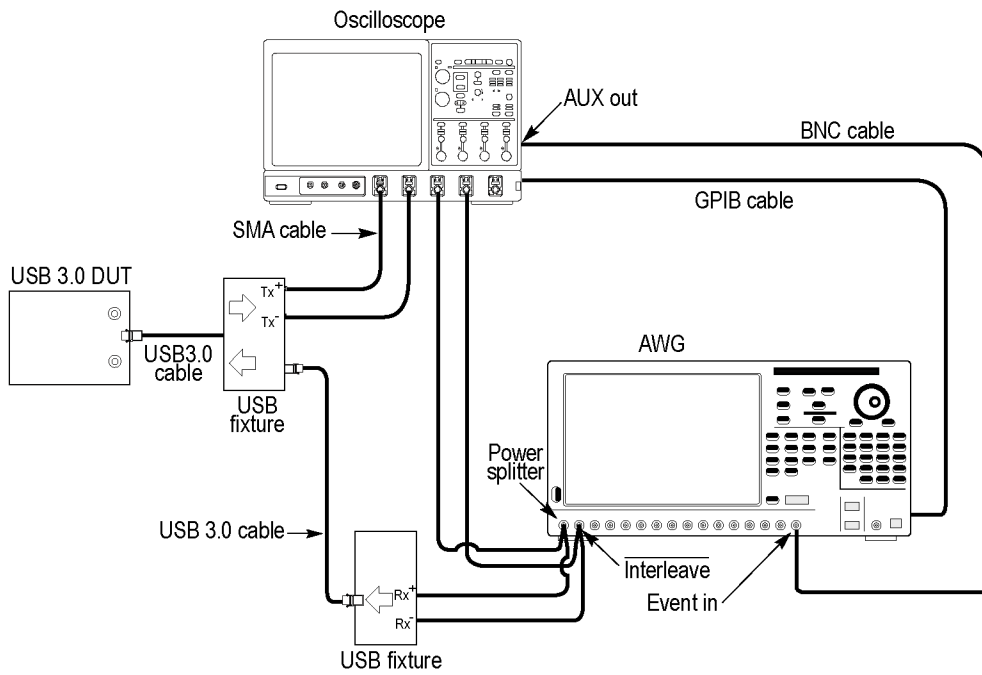 Oscilloscope
AUX out
BNC cable
GPIB cable
SMA cable
USB 3.0 DUT
Tx+
Tx-
USB3.0
cable
USB
fixture
AWG
Power
splitter
USB 3.0 cable
Interleave
Event in
Rx+
Rx-
USB fixture